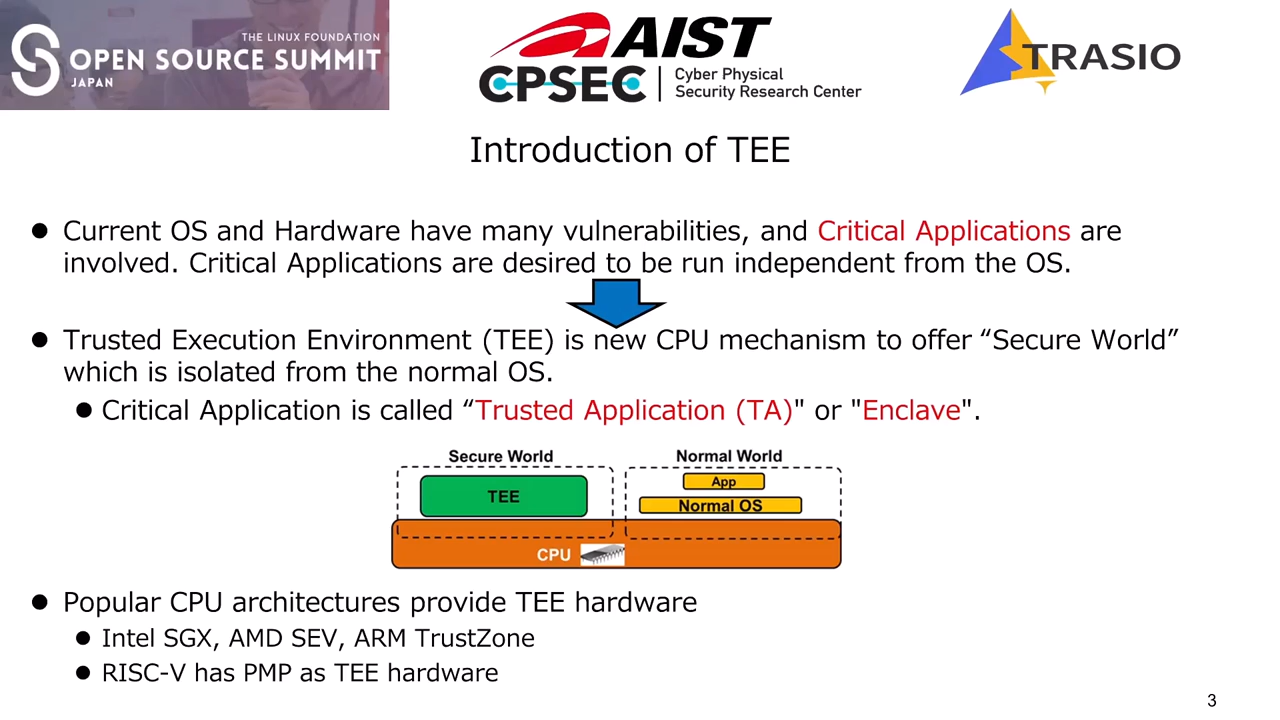 THE LINUX FOUNDATION
OPEN SOURCE SUMMIT
JAPAN
AIST
CPSEC
Cyber Physical
Security Research Center
TRASIO
Introduction of TEE
● Current OS and Hardware have many vulnerabilities, and Critical Applications are
involved. Critical Applications are desired to be run independent from the OS.
● Trusted Execution Environment (TEE) is new CPU mechanism to offer “Secure World”
which is isolated from the normal OS.
● Critical Application is called “Trusted Application (TA)" or "Enclave".
Secure World
Normal World
TEE
App
Normal OS
CPU
● Popular CPU architectures provide TEE hardware
● Intel SGX, AMD SEV, ARM TrustZone
● RISC-V has PMP as TEE hardware
3